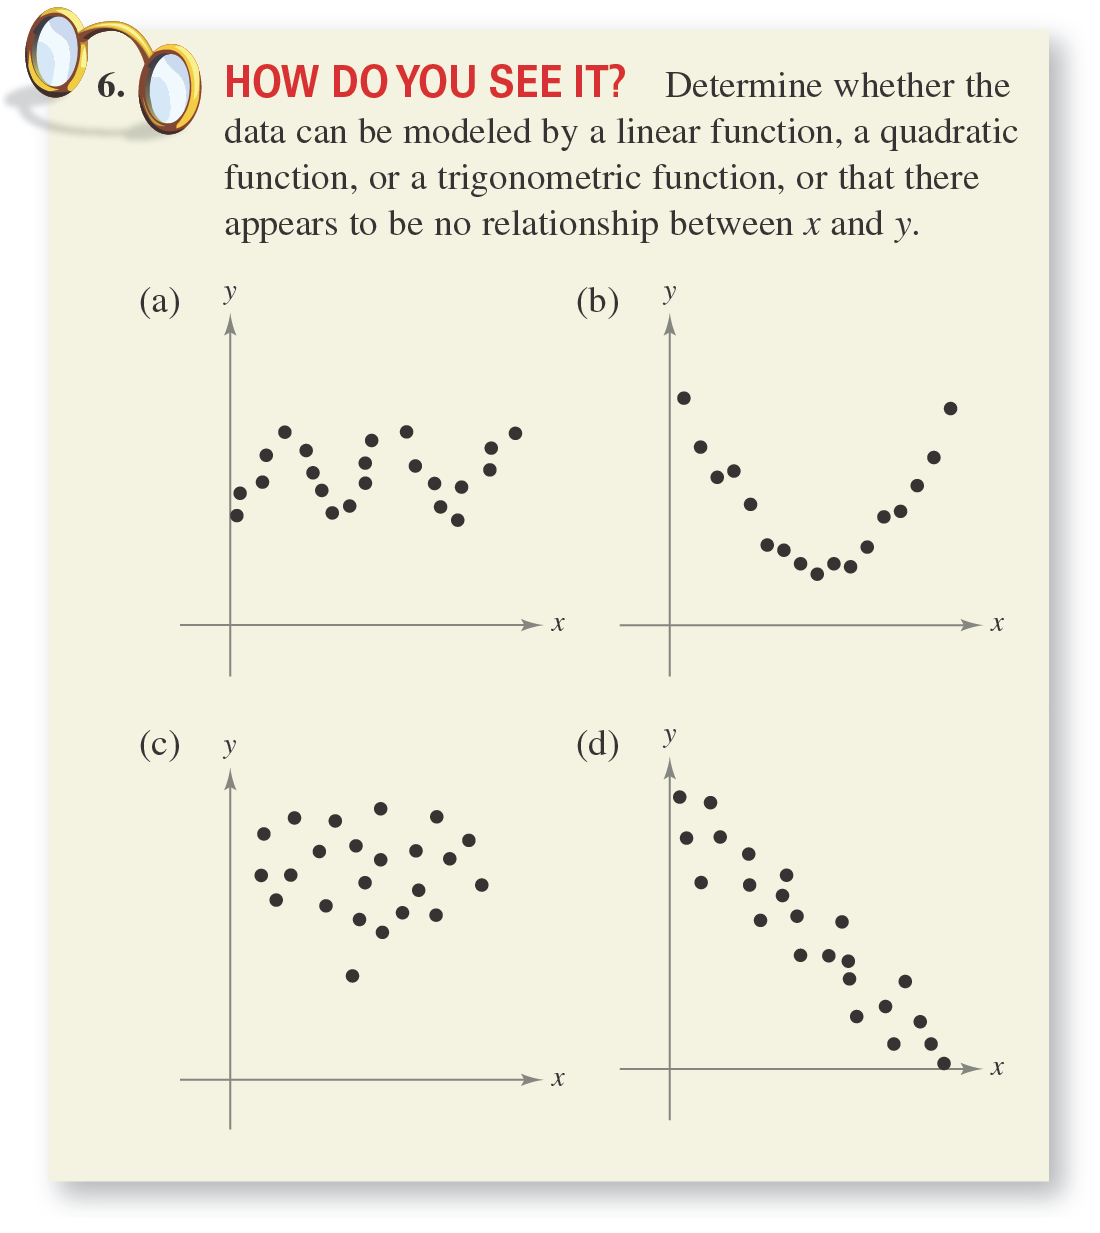 6. HOW DO YOU SEE IT? Determine whether the
data can be modeled by a linear function, a quadratic
function, or a trigonometric function, or that there
appears to be no relationship between x and y.
(a) y
x
(b) y
x
(c) y
x
(d) y
x